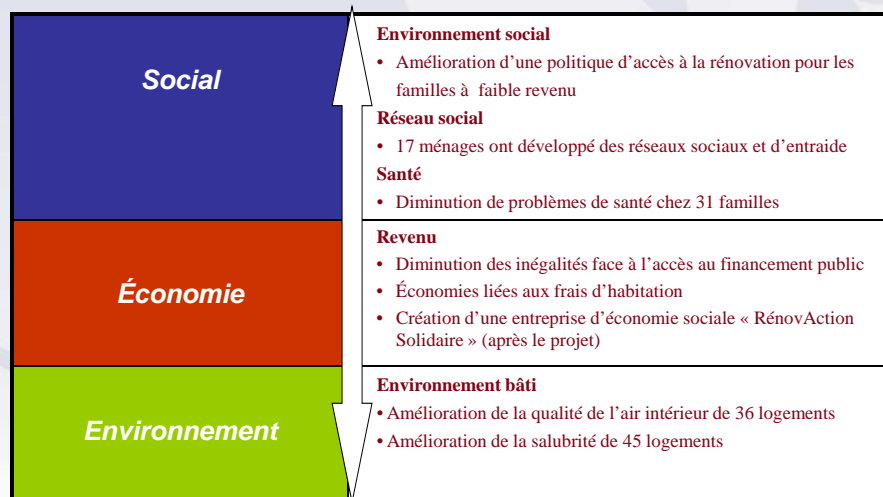 Social
Environnement social
• Amélioration d'une politique d'accès à la rénovation pour les
familles à faible revenu
Réseau social
• 17 ménages ont développé des réseaux sociaux et d'entraide
Santé
• Diminution de problèmes de santé chez 31 familles
Économie
Revenu
• Diminution des inégalités face à l'accès au financement public
• Économies liées aux frais d'habitation
• Création d'une entreprise d'économie sociale « RénovAction
Solidaire » (après le projet)
Environnement
Environnement bâti
• Amélioration de la qualité de l'air intérieur de 36 logements
• Amélioration de la salubrité de 45 logements